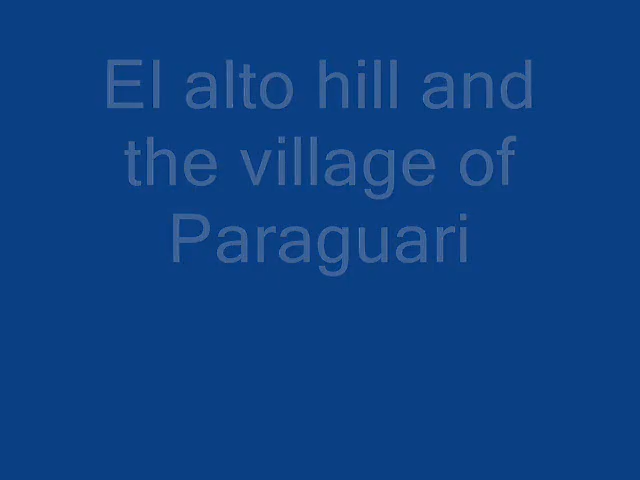 El alto hill and
the village of
Paraguari